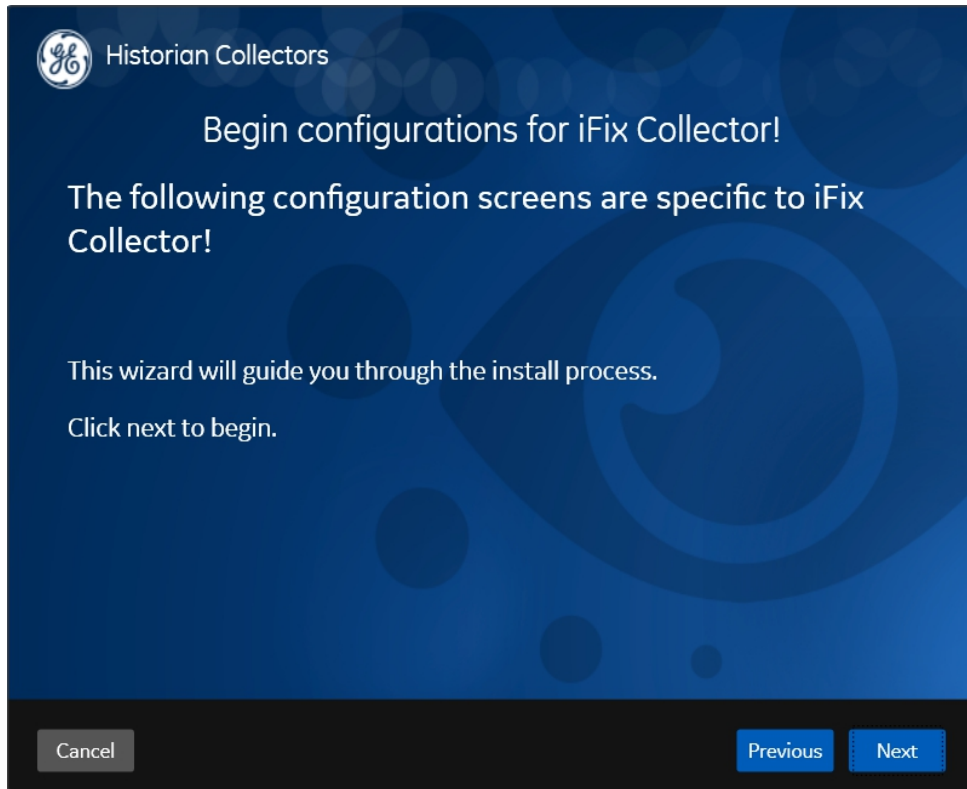 Historian Collectors
Begin configurations for iFix Collector!
The following configuration screens are specific to iFix
Collector!
This wizard will guide you through the install process.
Click next to begin.
Cancel
Previous
Next